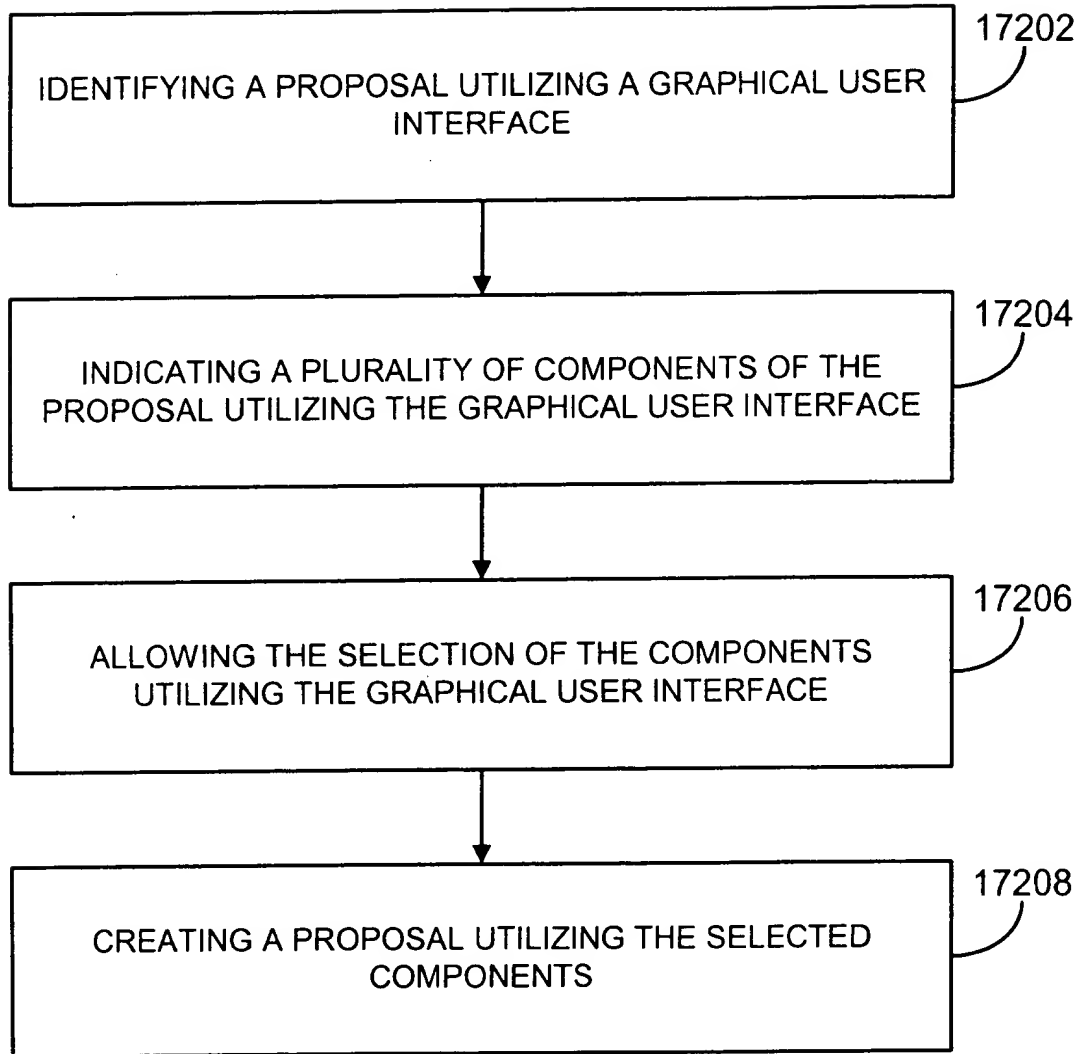 17202
IDENTIFYING A PROPOSAL UTILIZING A GRAPHICAL USER
INTERFACE
17204
INDICATING A PLURALITY OF COMPONENTS OF THE
PROPOSAL UTILIZING THE GRAPHICAL USER INTERFACE
17206
ALLOWING THE SELECTION OF THE COMPONENTS
UTILIZING THE GRAPHICAL USER INTERFACE
17208
CREATING A PROPOSAL UTILIZING THE SELECTED
COMPONENTS